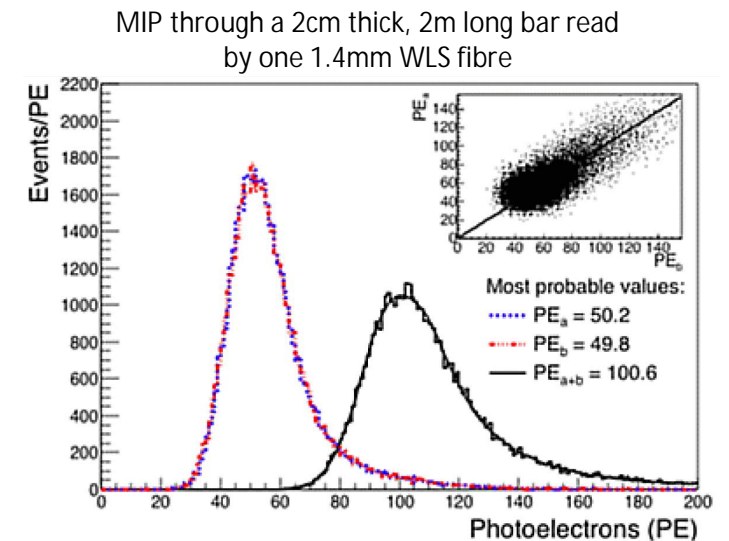 MIP through a 2cm thick, 2m long bar read
by one 1.4mm WLS fibre
Events/PE
2200
2000
1800
1600
1400
1200
1000
800
600
400
200
0
0 20 40 60 80 100 120 140 160 180 200
Photoelectrons (PE)
PEa
140
120
100
80
60
40
20
0
0 20 40 60 80 100 120 140
PEb
Most probable values:
PEa = 50.2
PEb = 49.8
PEa+b = 100.6